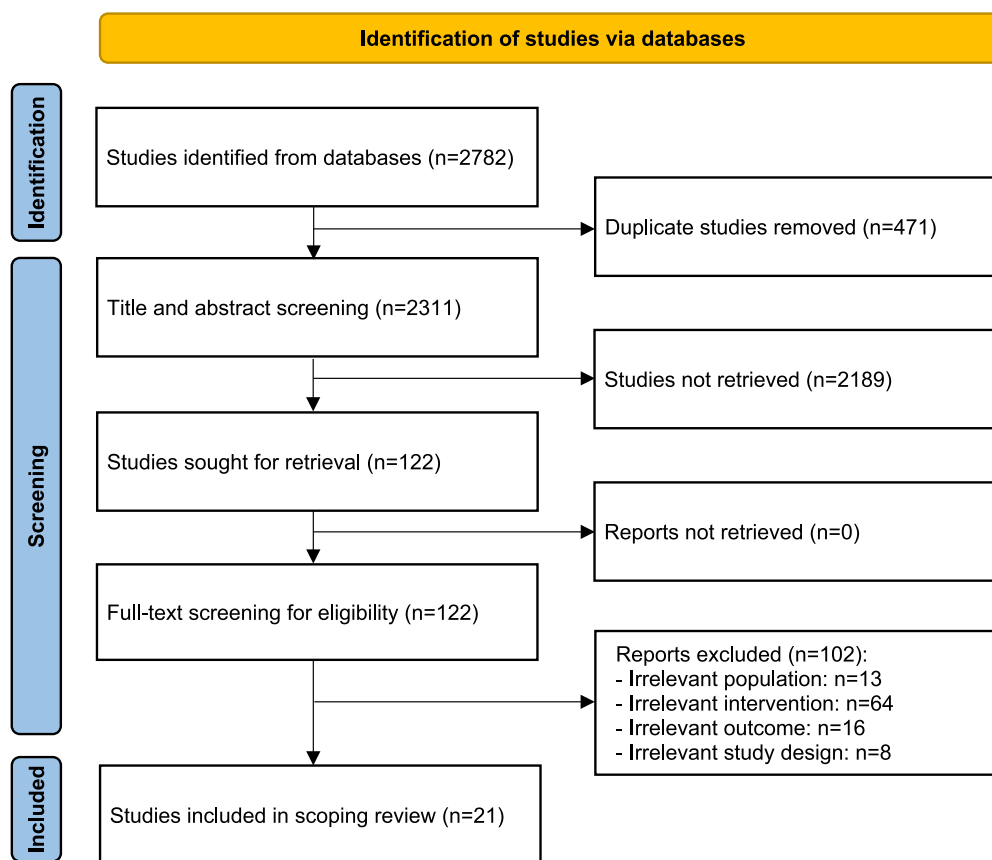 Identification of studies via databases
Identification
Studies identified from databases (n=2782)
Duplicate studies removed (n=471)
Screening
Title and abstract screening (n=2311)
Studies not retrieved (n=2189)
Studies sought for retrieval (n=122)
Reports not retrieved (n=0)
Full-text screening for eligibility (n=122)
Reports excluded (n=102):
- Irrelevant population: n=13
- Irrelevant intervention: n=64
- Irrelevant outcome: n=16
- Irrelevant study design: n=8
Included
Studies included in scoping review (n=21)